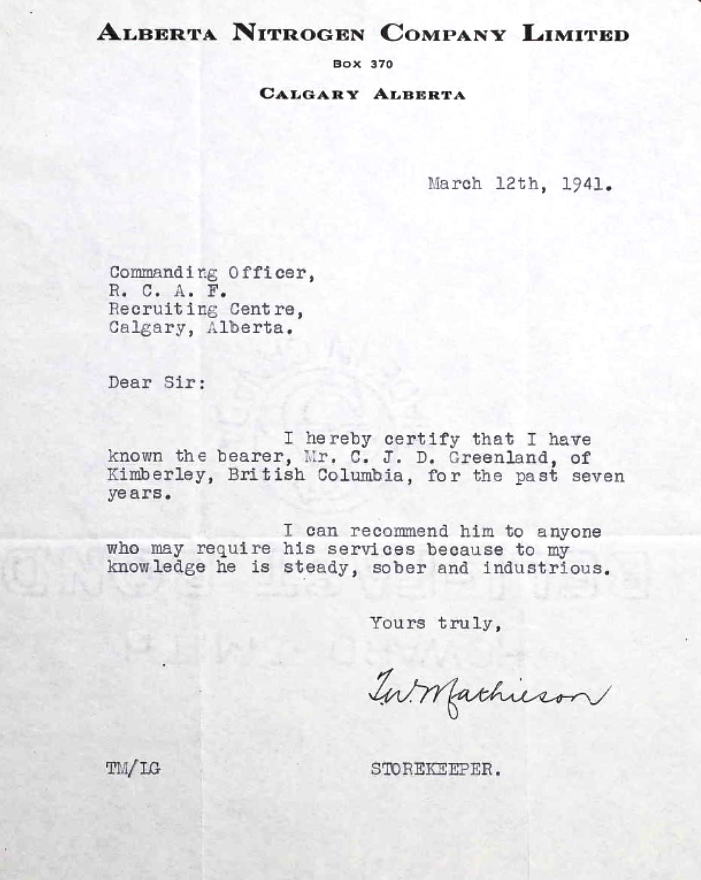 ALBERTA NITROGEN COMPANY LIMITED
BOX 370
CALGARY ALBERTA
March 12th, 1941.
Commanding Officer,
R. C. A. F.
Recruiting Centre,
Calgary, Alberta.
Dear Sir:
I hereby certify that I have
known the bearer, Mr. C. J. D. Greenland, of
Kimberley, British Columbia, for the past seven
years.
I can recommend him to anyone
who may require his services because to my
knowledge he is steady, sober and industrious.
Yours truly,
T.W. Mathieson
TM/LG
STOREKEEPER.